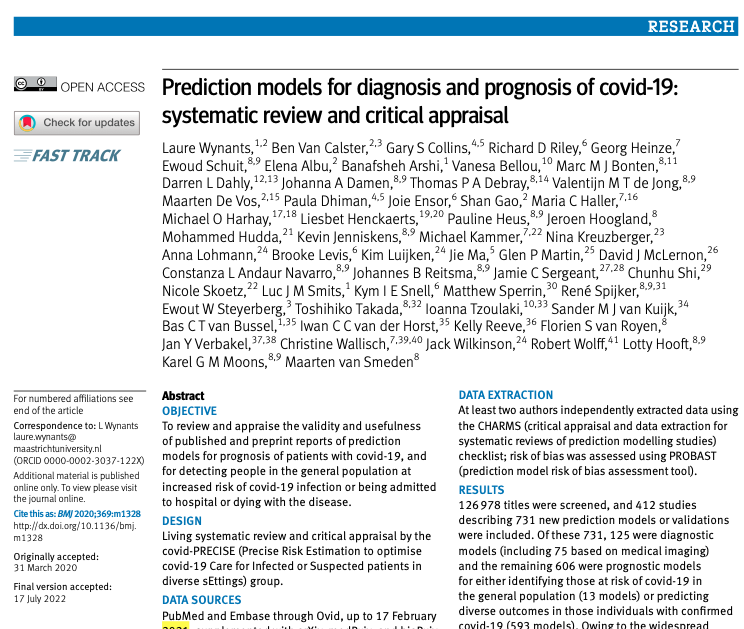 RESEARCH
OPEN ACCESS
Check for updates
FAST TRACK
Prediction models for diagnosis and prognosis of covid-19:
systematic review and critical appraisal
Laure Wynants,1,2 Ben Van Calster,2,3 Gary S Collins,4,5 Richard D Riley,6 Georg Heinze,7
Ewoud Schuit,8,9 Elena Albu,2 Banafsheh Arshi,1 Vanesa Bellou,10 Marc M J Bonten,8,11
Darren L Dahly,12,13 Johanna A Damen,8,9 Thomas P A Debray,8,14 Valentijn M T de Jong,8,9
Maarten De Vos,2,15 Paula Dhiman,4,5 Joie Ensor,6 Shan Gao,2 Maria C Haller,7,16
Michael O Harhay,17,18 Liesbet Henckaerts,19,20 Pauline Heus,8,9 Jeroen Hoogland,8
Mohammed Hudda,21 Kevin Jenniskens,8,9 Michael Kammer,7,22 Nina Kreuzberger,23
Anna Lohmann,24 Brooke Levis,6 Kim Luijken,24 Jie Ma,5 Glen P Martin,25 David J McLernon,26
Constanza L Andaur Navarro,8,9 Johannes B Reitsma,8,9 Jamie C Sergeant,27,28 Chunhu Shi,29
Nicole Skoetz,22 Luc J M Smits,1 Kym I E Snell,6 Matthew Sperrin,30 René Spijker,8,9,31
Ewout W Steyerberg,3 Toshihiko Takada,8,32 Ioanna Tzoulaki,10,33 Sander M J van Kuijk,34
Bas C T van Bussel,1,35 Iwan C C van der Horst,35 Kelly Reeve,36 Florien S van Royen,8
Jan Y Verbakel,37,38 Christine Wallisch,7,39,40 Jack Wilkinson,24 Robert Wolff,41 Lotty Hooft,8,9
Karel G M Moons,8,9 Maarten van Smeden8
For numbered affiliations see
end of the article
Correspondence to: L Wynants
laure.wynants@
maastrichtuniversity.nl
(ORCID 0000-0002-3037-122X)
Additional material is published
online only. To view please visit
the journal online.
Cite this as: BMJ 2020;369:m1328
http://dx.doi.org/10.1136/bmj.
m1328
Originally accepted:
31 March 2020
Final version accepted:
17 July 2022
Abstract
OBJECTIVE
To review and appraise the validity and usefulness
of published and preprint reports of prediction
models for prognosis of patients with covid-19, and
for detecting people in the general population at
increased risk of covid-19 infection or being admitted
to hospital or dying with the disease.
DESIGN
Living systematic review and critical appraisal by the
covid-PRECISE (Precise Risk Estimation to optimise
covid-19 Care for Infected or Suspected patients in
diverse sEttings) group.
DATA SOURCES
PubMed and Embase through Ovid, up to 17 February
DATA EXTRACTION
At least two authors independently extracted data using
the CHARMS (critical appraisal and data extraction for
systematic reviews of prediction modelling studies)
checklist; risk of bias was assessed using PROBAST
(prediction model risk of bias assessment tool).
RESULTS
126 978 titles were screened, and 412 studies
describing 731 new prediction models or validations
were included. Of these 731, 125 were diagnostic
models (including 75 based on medical imaging)
and the remaining 606 were prognostic models
for either identifying those at risk of covid-19 in
the general population (13 models) or predicting
diverse outcomes in those individuals with confirmed
covid-19 (593 models). Owing to the widespread